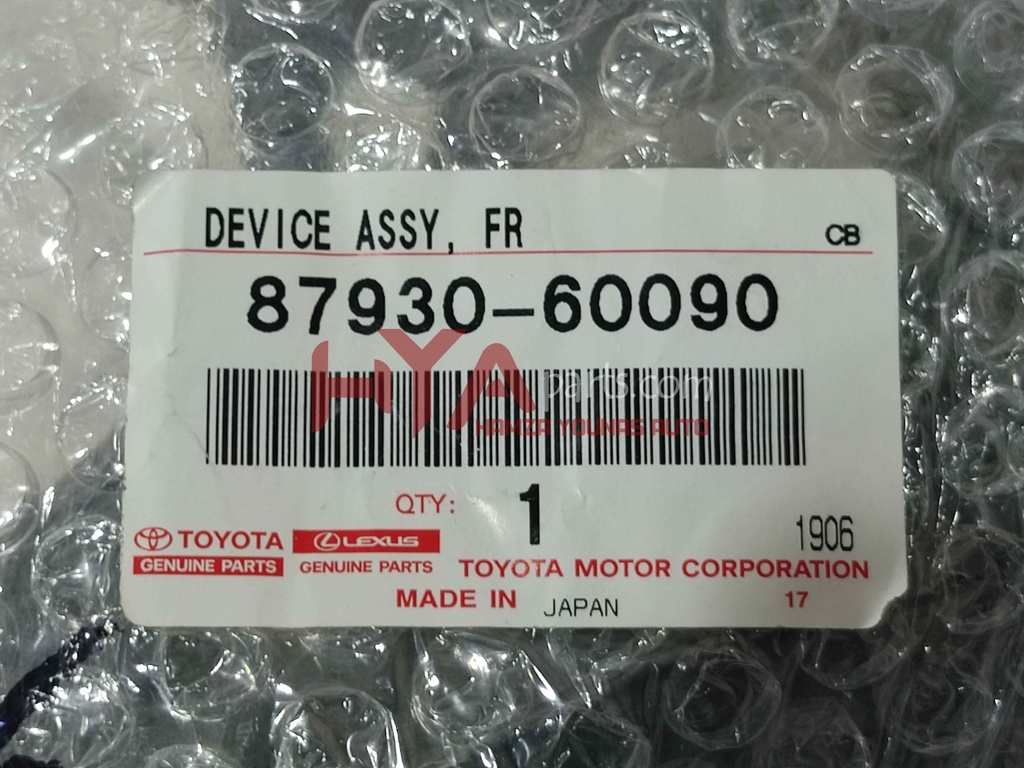 DEVICE ASSY, FR CB
87930-60090
HYA parts.com
HAMZA YOUNAS AUTO
QTY: 1
1906
TOYOTA LEXUS
GENUINE PARTS GENUINE PARTS TOYOTA MOTOR CORPORATION
MADE IN JAPAN 17